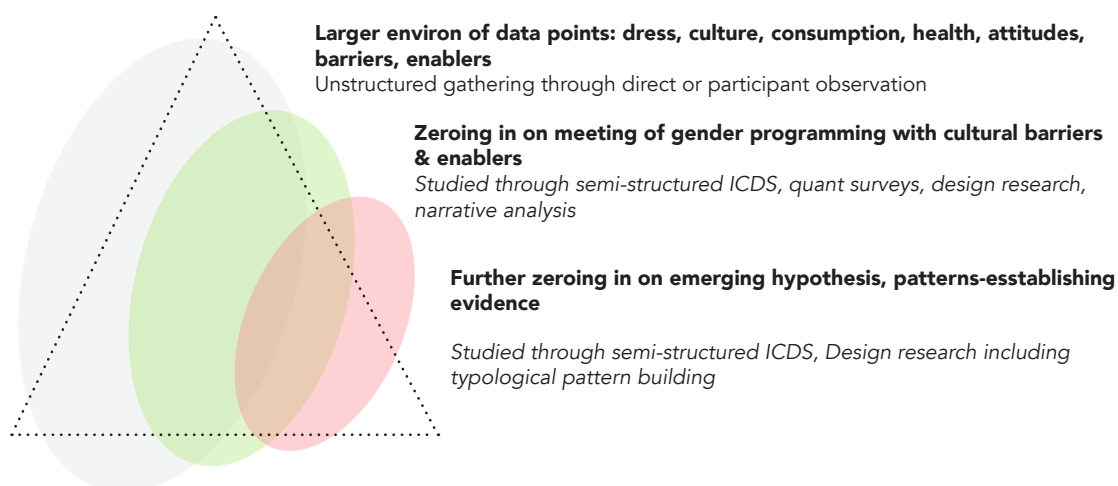 Larger environ of data points: dress, culture, consumption, health, attitudes,
barriers, enablers
Unstructured gathering through direct or participant observation
Zeroing in on meeting of gender programming with cultural barriers
& enablers
Studied through semi-structured ICDS, quant surveys, design research,
narrative analysis
Further zeroing in on emerging hypothesis, patterns-esstablishing
evidence
Studied through semi-structured ICDS, Design research including
typological pattern building